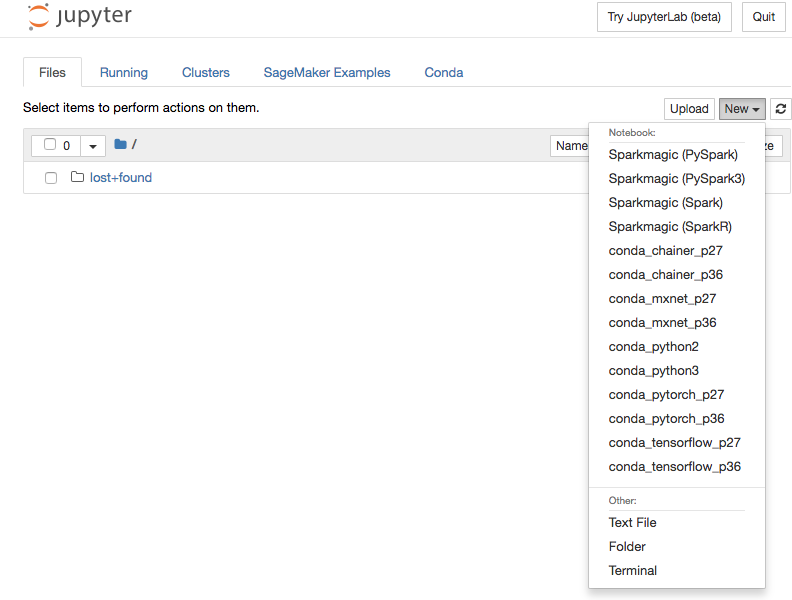 jupyter
Try JupyterLab (beta) Quit
Files Running Clusters SageMaker Examples Conda
Select items to perform actions on them.
Upload New
0 / Name
lost+found
Notebook:
Sparkmagic (PySpark)
Sparkmagic (PySpark3)
Sparkmagic (Spark)
Sparkmagic (SparkR)
conda_chainer_p27
conda_chainer_p36
conda_mxnet_p27
conda_mxnet_p36
conda_python2
conda_python3
conda_pytorch_p27
conda_pytorch_p36
conda_tensorflow_p27
conda_tensorflow_p36
Other:
Text File
Folder
Terminal